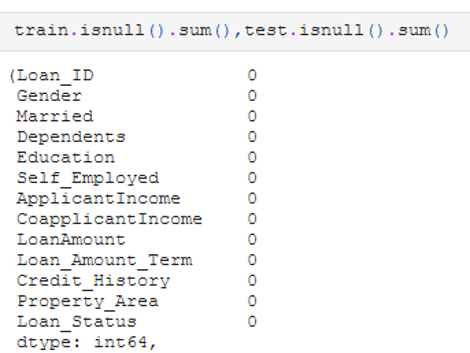 train.isnull().sum(),test.isnull().sum()
(Loan_ID 0
Gender 0
Married 0
Dependents 0
Education 0
Self_Employed 0
ApplicantIncome 0
CoapplicantIncome 0
LoanAmount 0
Loan_Amount_Term 0
Credit_History 0
Property_Area 0
Loan_Status 0
dtype: int64,